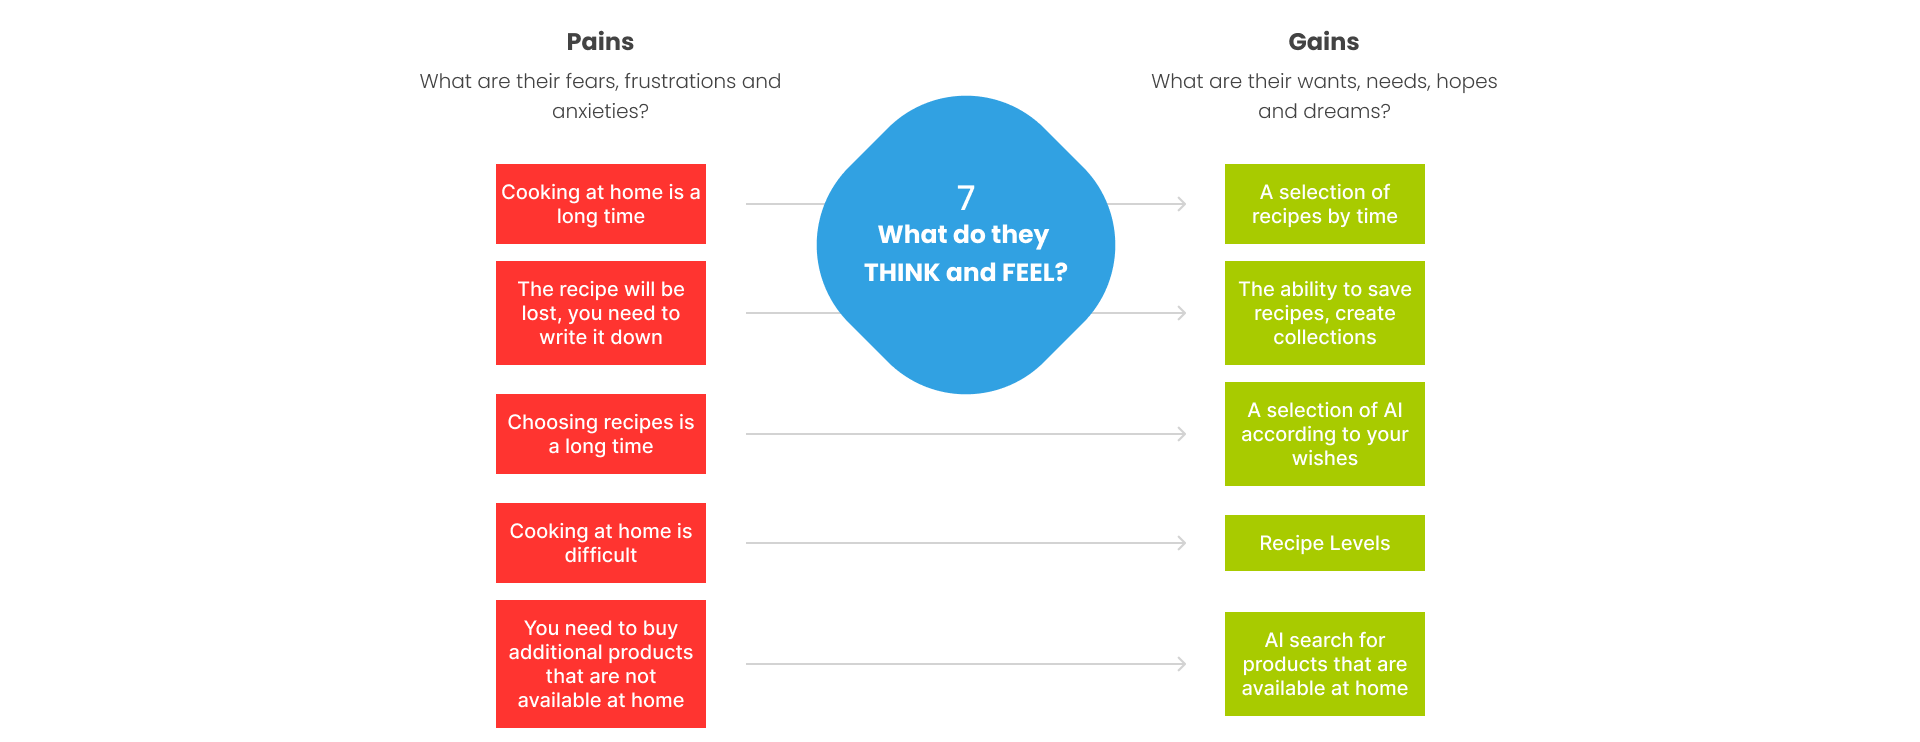 Pains
What are their fears, frustrations and
anxieties?
Gains
What are their wants, needs, hopes
and dreams?
7
What do they
THINK and FEEL?
Cooking at home is a
long time
A selection of
recipes by time
The recipe will be
lost, you need to
write it down
The ability to save
recipes, create
collections
Choosing recipes is
a long time
A selection of AI
according to your
wishes
Cooking at home is
difficult
Recipe Levels
You need to buy
additional products
that are not
available at home
AI search for
products that are
available at home